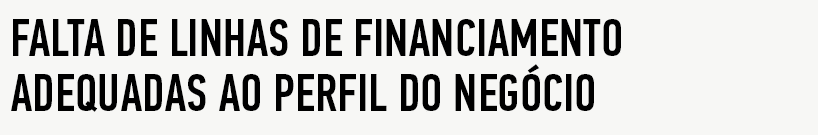 FALTA DE LINHAS DE FINANCIAMENTO
ADEQUADAS AO PERFIL DO NEGÓCIO